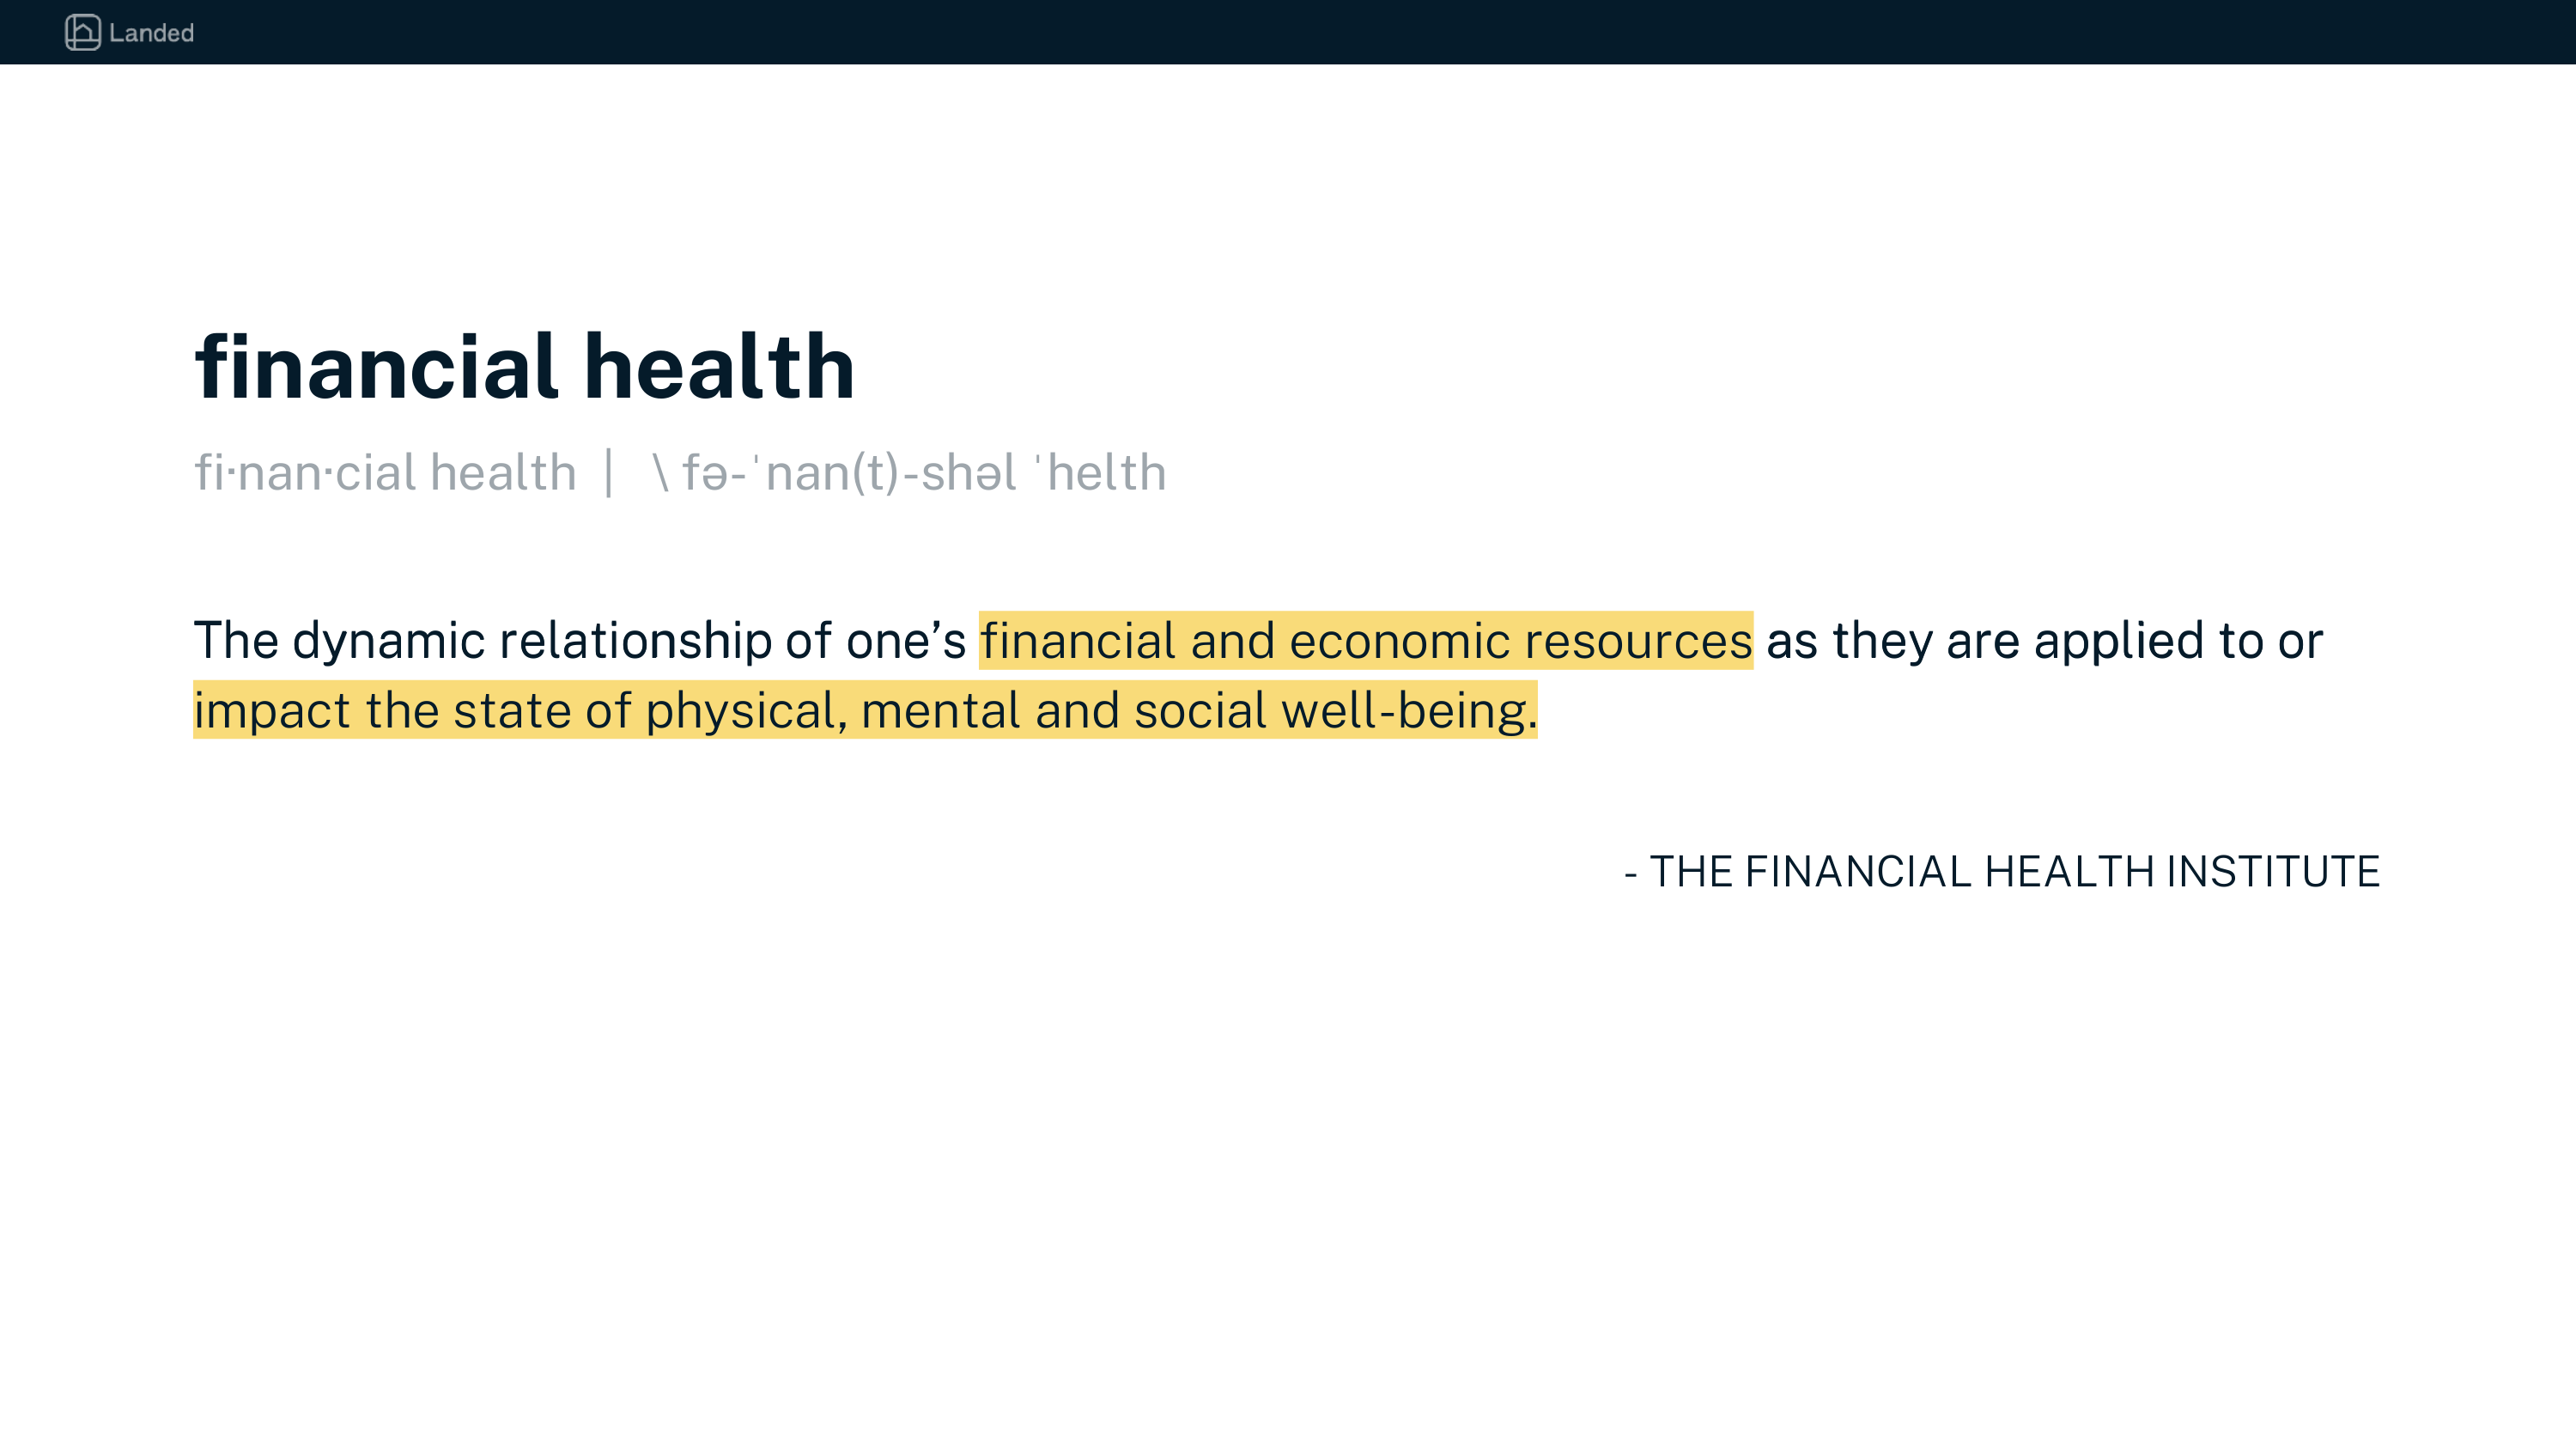 Landed
financial health
fi·nan·cial health | \ fə-ˈnan(t)-shəl ˈhelth
The dynamic relationship of one’s financial and economic resources as they are applied to or
impact the state of physical, mental and social well-being.
- THE FINANCIAL HEALTH INSTITUTE